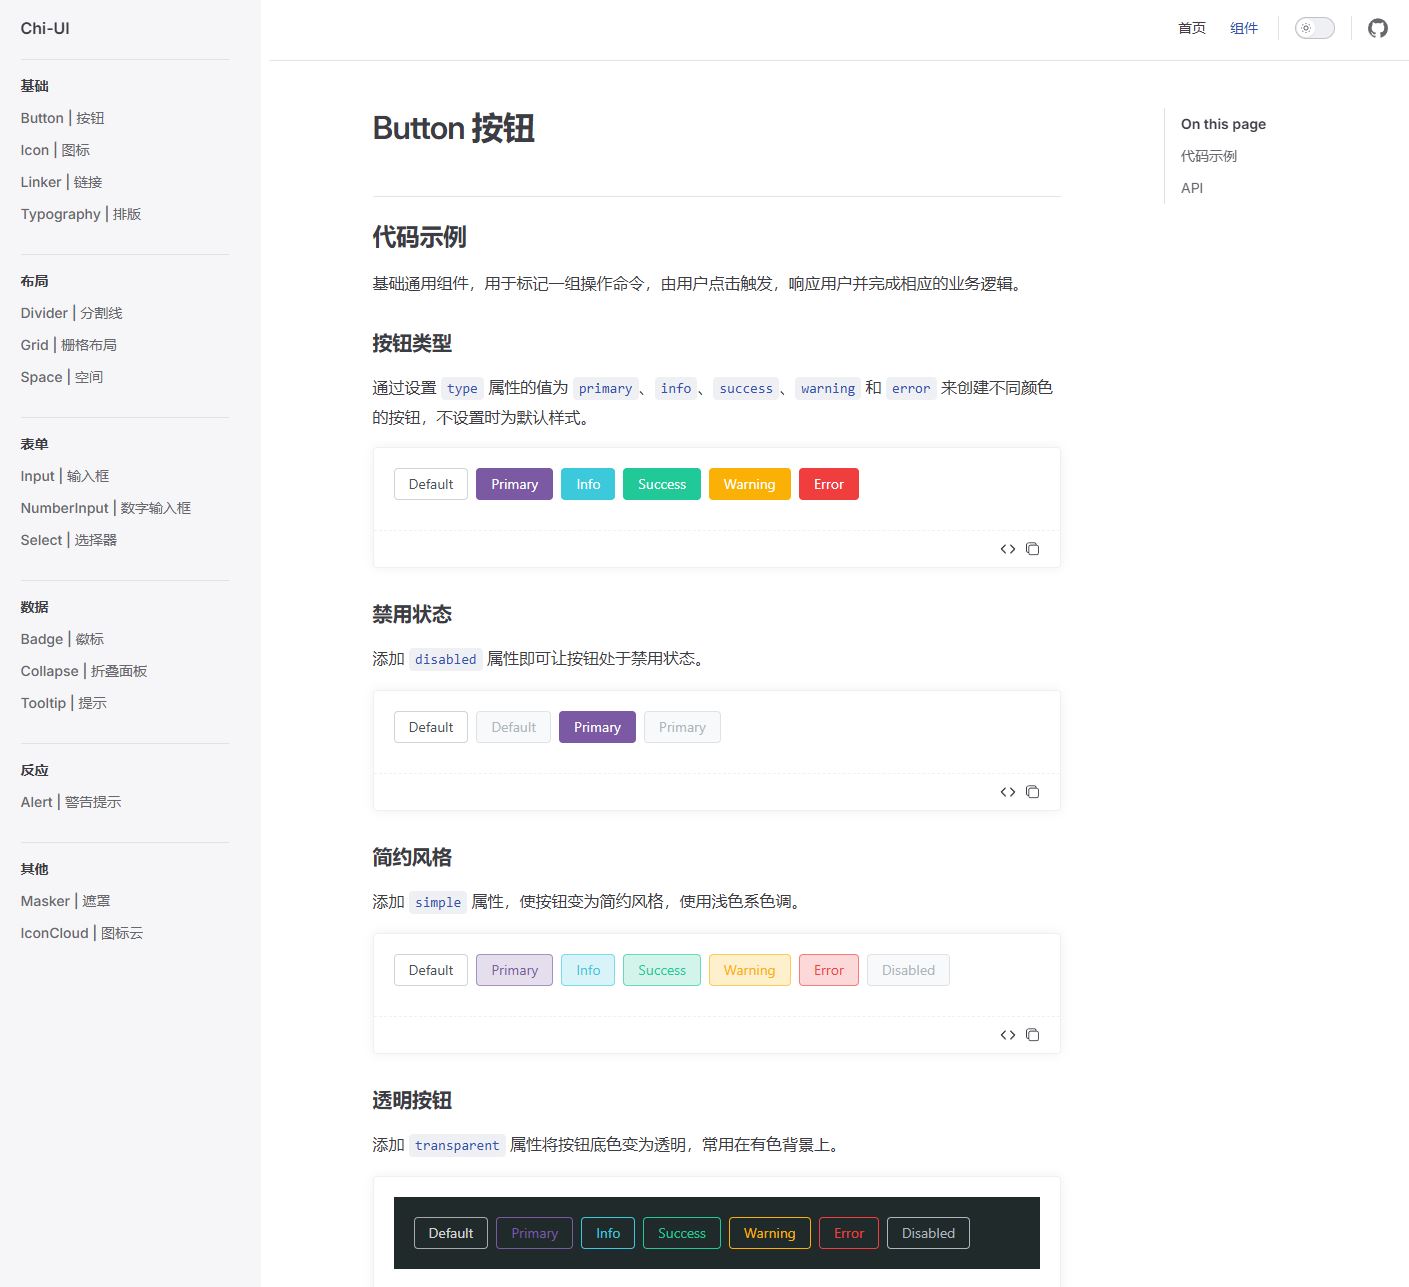 Chi-UI
首页 组件
基础
Button | 按钮
Icon | 图标
Linker | 链接
Typography | 排版
布局
Divider | 分割线
Grid | 栅格布局
Space | 空间
表单
Input | 输入框
NumberInput | 数字输入框
Select | 选择器
数据
Badge | 徽标
Collapse | 折叠面板
Tooltip | 提示
反应
Alert | 警告提示
其他
Masker | 遮罩
IconCloud | 图标云
Button 按钮
代码示例
基础通用组件，用于标记一组操作命令，由用户点击触发，响应用户并完成相应的业务逻辑。
按钮类型
通过设置 type 属性的值为 primary、info、success、warning 和 error 来创建不同颜色
的按钮，不设置时为默认样式。
Default Primary Info Success Warning Error
禁用状态
添加 disabled 属性即可让按钮处于禁用状态。
Default Default Primary Primary
简约风格
添加 simple 属性，使按钮变为简约风格，使用浅色系色调。
Default Primary Info Success Warning Error Disabled
透明按钮
添加 transparent 属性将按钮底色变为透明，常用在有色背景上。
Default Primary Info Success Warning Error Disabled
On this page
代码示例
API